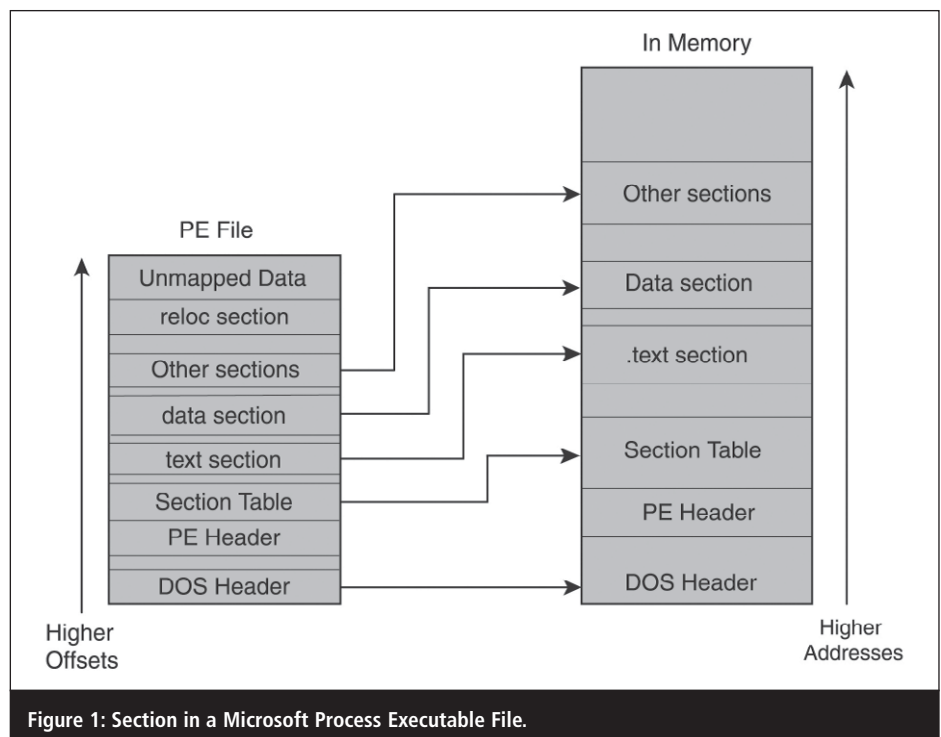 In Memory
Other sections
Data section
.text section
Section Table
PE Header
DOS Header
Higher
Addresses
PE File
Unmapped Data
reloc section
Other sections
data section
text section
Section Table
PE Header
DOS Header
Higher
Offsets
Figure 1: Section in a Microsoft Process Executable File.